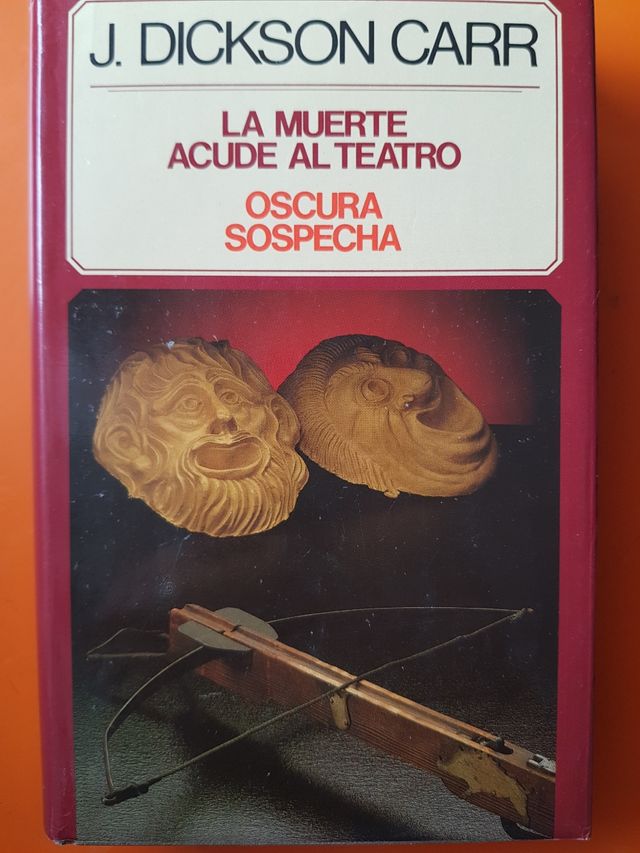 J. DICKSON CARR
LA MUERTE
ACUDE AL TEATRO
OSCURA
SOSPECHA